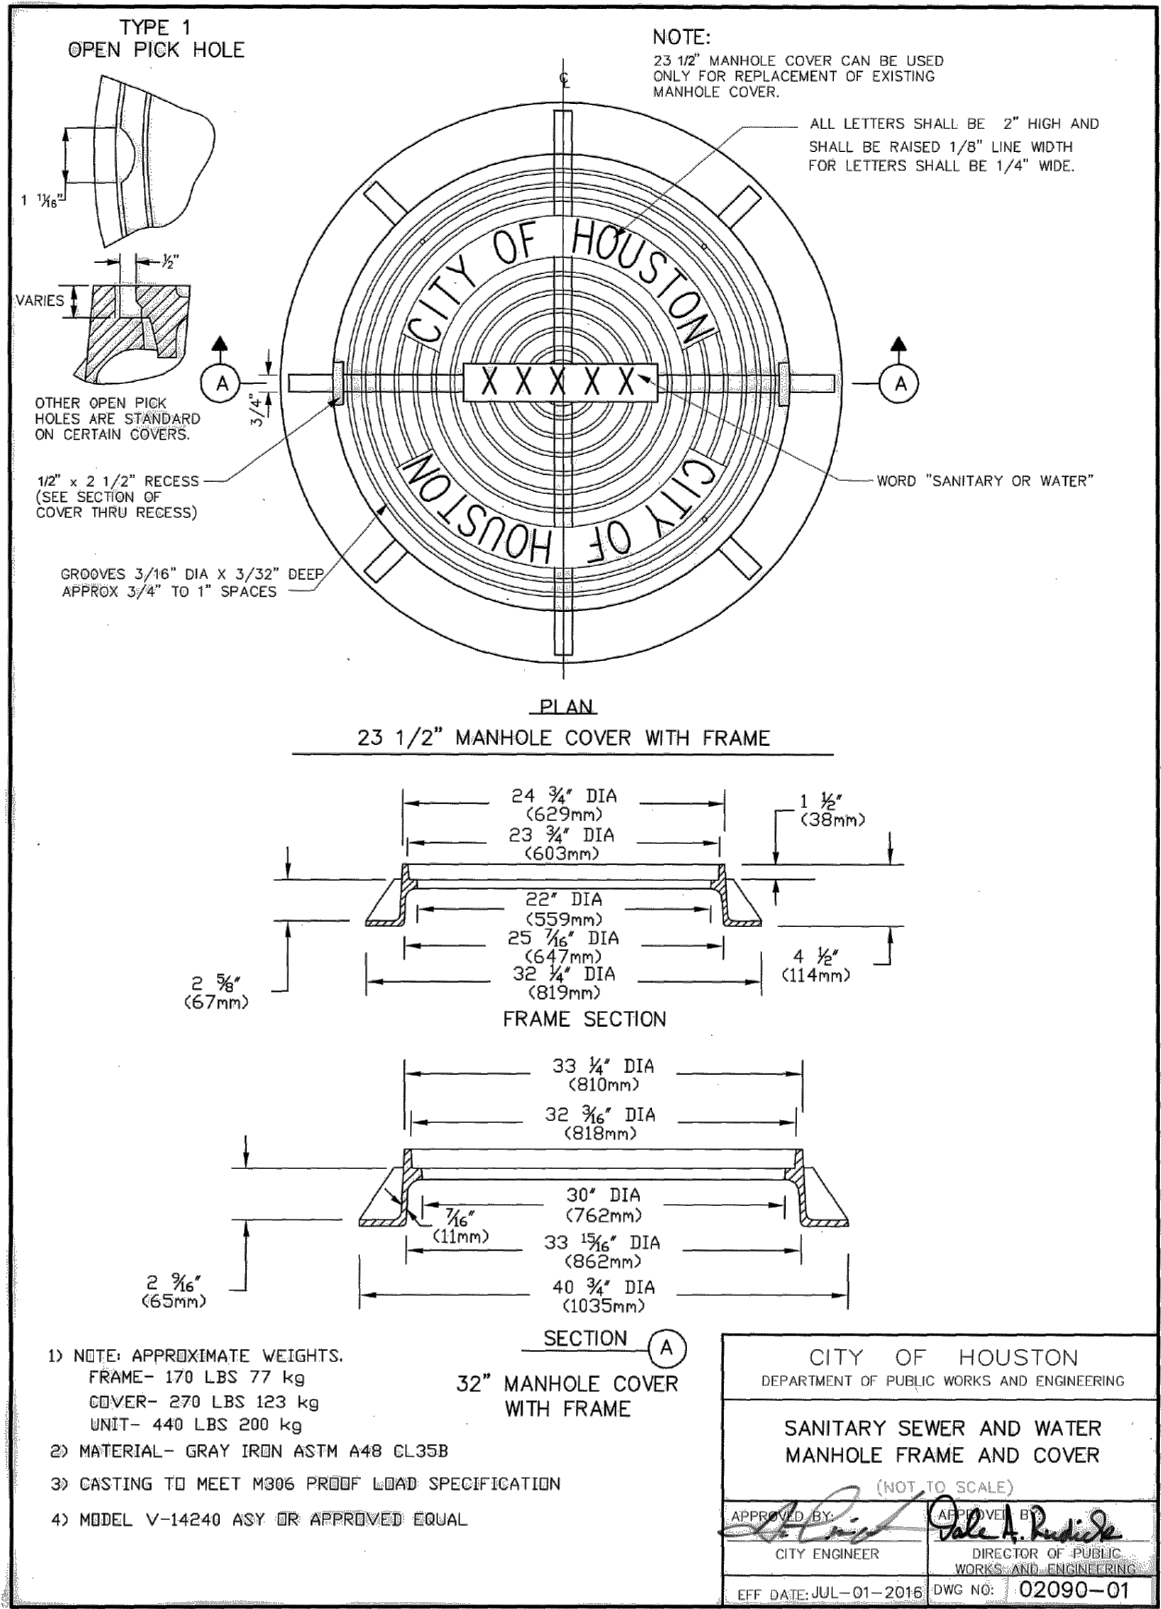 TYPE 1
OPEN PICK HOLE
1 11/16"
1/2"
VARIES
OTHER OPEN PICK
HOLES ARE STANDARD
ON CERTAIN COVERS.
1/2" x 2 1/2" RECESS
(SEE SECTION OF
COVER THRU RECESS)
GROOVES 3/16" DIA X 3/32" DEEP
APPROX 3/4" TO 1" SPACES
NOTE:
23 1/2" MANHOLE COVER CAN BE USED
ONLY FOR REPLACEMENT OF EXISTING
MANHOLE COVER.
ALL LETTERS SHALL BE 2" HIGH AND
SHALL BE RAISED 1/8" LINE WIDTH
FOR LETTERS SHALL BE 1/4" WIDE.
℄
CITY OF HOUSTON
A
3/4"
X X X X X
A
WORD "SANITARY OR WATER"
CITY OF HOUSTON
PLAN
23 1/2" MANHOLE COVER WITH FRAME
24 3/4" DIA
(629mm)
23 3/4" DIA
(603mm)
1 1/2"
(38mm)
22" DIA
(559mm)
25 7/16" DIA
(647mm)
32 1/4" DIA
(819mm)
2 5/8"
(67mm)
4 1/2"
(114mm)
FRAME SECTION
33 1/4" DIA
(810mm)
32 3/16" DIA
(818mm)
30" DIA
(762mm)
7/16"
(11mm)
33 15/16" DIA
(862mm)
40 3/4" DIA
(1035mm)
2 9/16"
(65mm)
SECTION A
32" MANHOLE COVER
WITH FRAME
1) NOTE: APPROXIMATE WEIGHTS.
FRAME- 170 LBS 77 kg
COVER- 270 LBS 123 kg
UNIT- 440 LBS 200 kg
2) MATERIAL- GRAY IRON ASTM A48 CL35B
3) CASTING TO MEET M306 PROOF LOAD SPECIFICATION
4) MODEL V-14240 ASY OR APPROVED EQUAL
CITY OF HOUSTON
DEPARTMENT OF PUBLIC WORKS AND ENGINEERING
SANITARY SEWER AND WATER
MANHOLE FRAME AND COVER
(NOT TO SCALE)
APPROVED BY:
CITY ENGINEER
APPROVED BY:
Dale A. Rudick
DIRECTOR OF PUBLIC
WORKS AND ENGINEERING
EFF DATE: JUL-01-2016
DWG NO: 02090-01